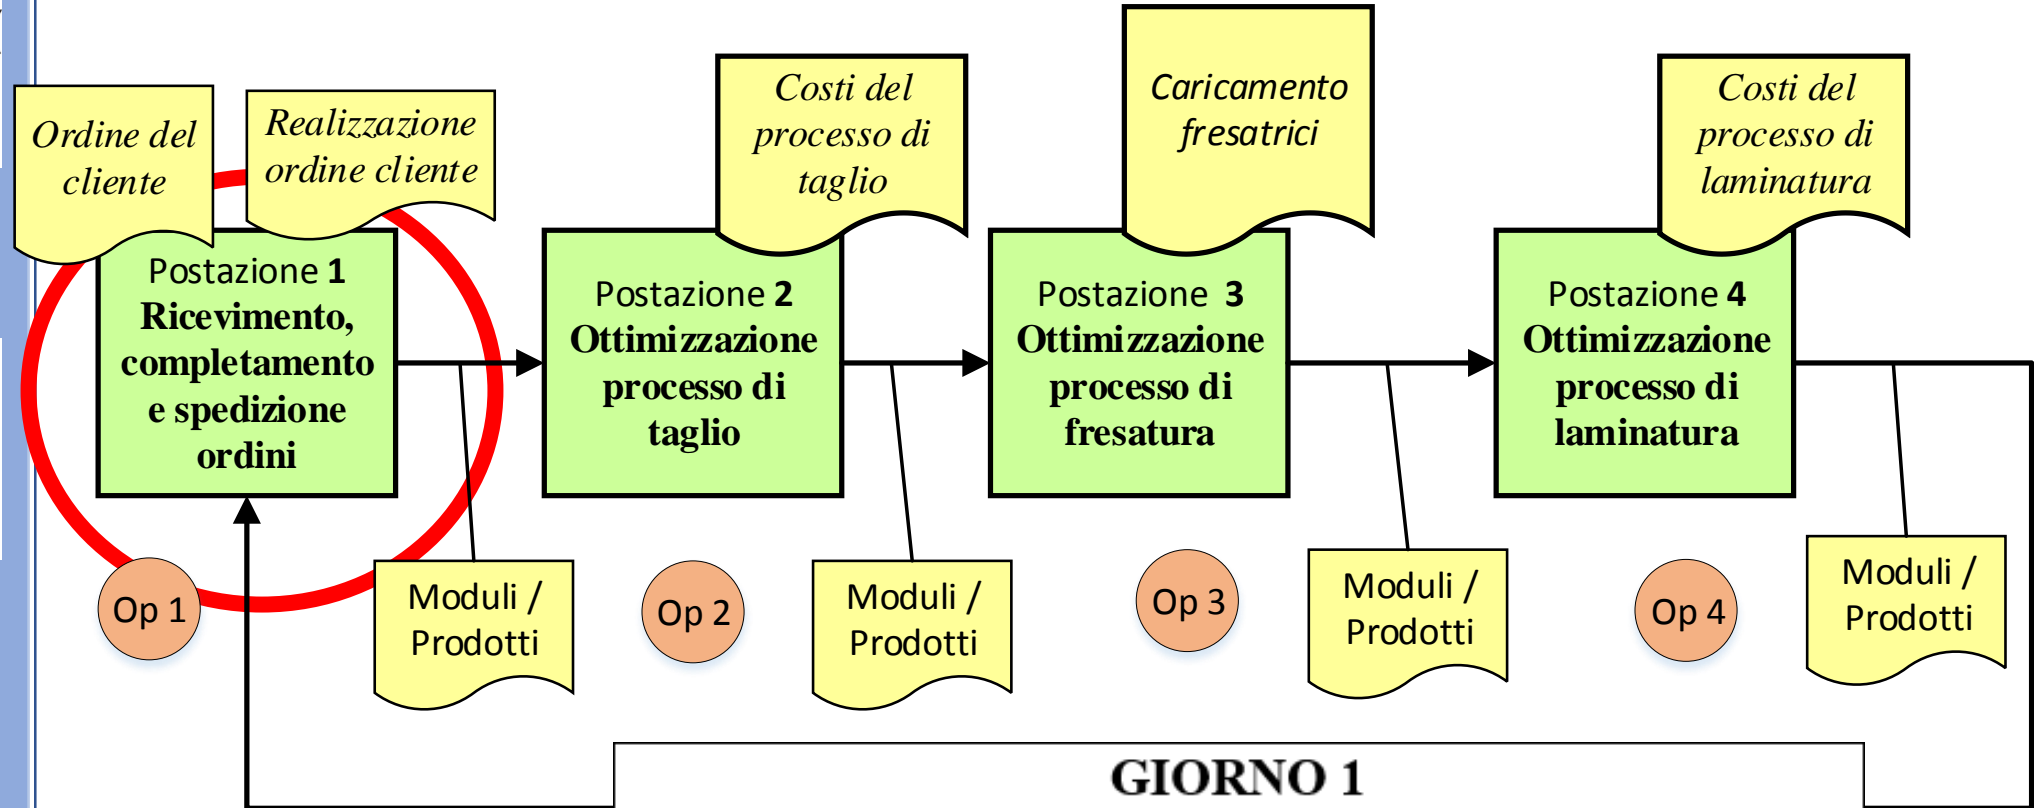 Ordine del
cliente
Realizzazione
ordine cliente
Costi del
processo di
taglio
Caricamento
fresatrici
Costi del
processo di
laminatura
Postazione 1
Ricevimento,
completamento
e spedizione
ordini
Postazione 2
Ottimizzazione
processo di
taglio
Postazione 3
Ottimizzazione
processo di
fresatura
Postazione 4
Ottimizzazione
processo di
laminatura
Op 1
Moduli /
Prodotti
Op 2
Moduli /
Prodotti
Op 3
Moduli /
Prodotti
Op 4
Moduli /
Prodotti
GIORNO 1